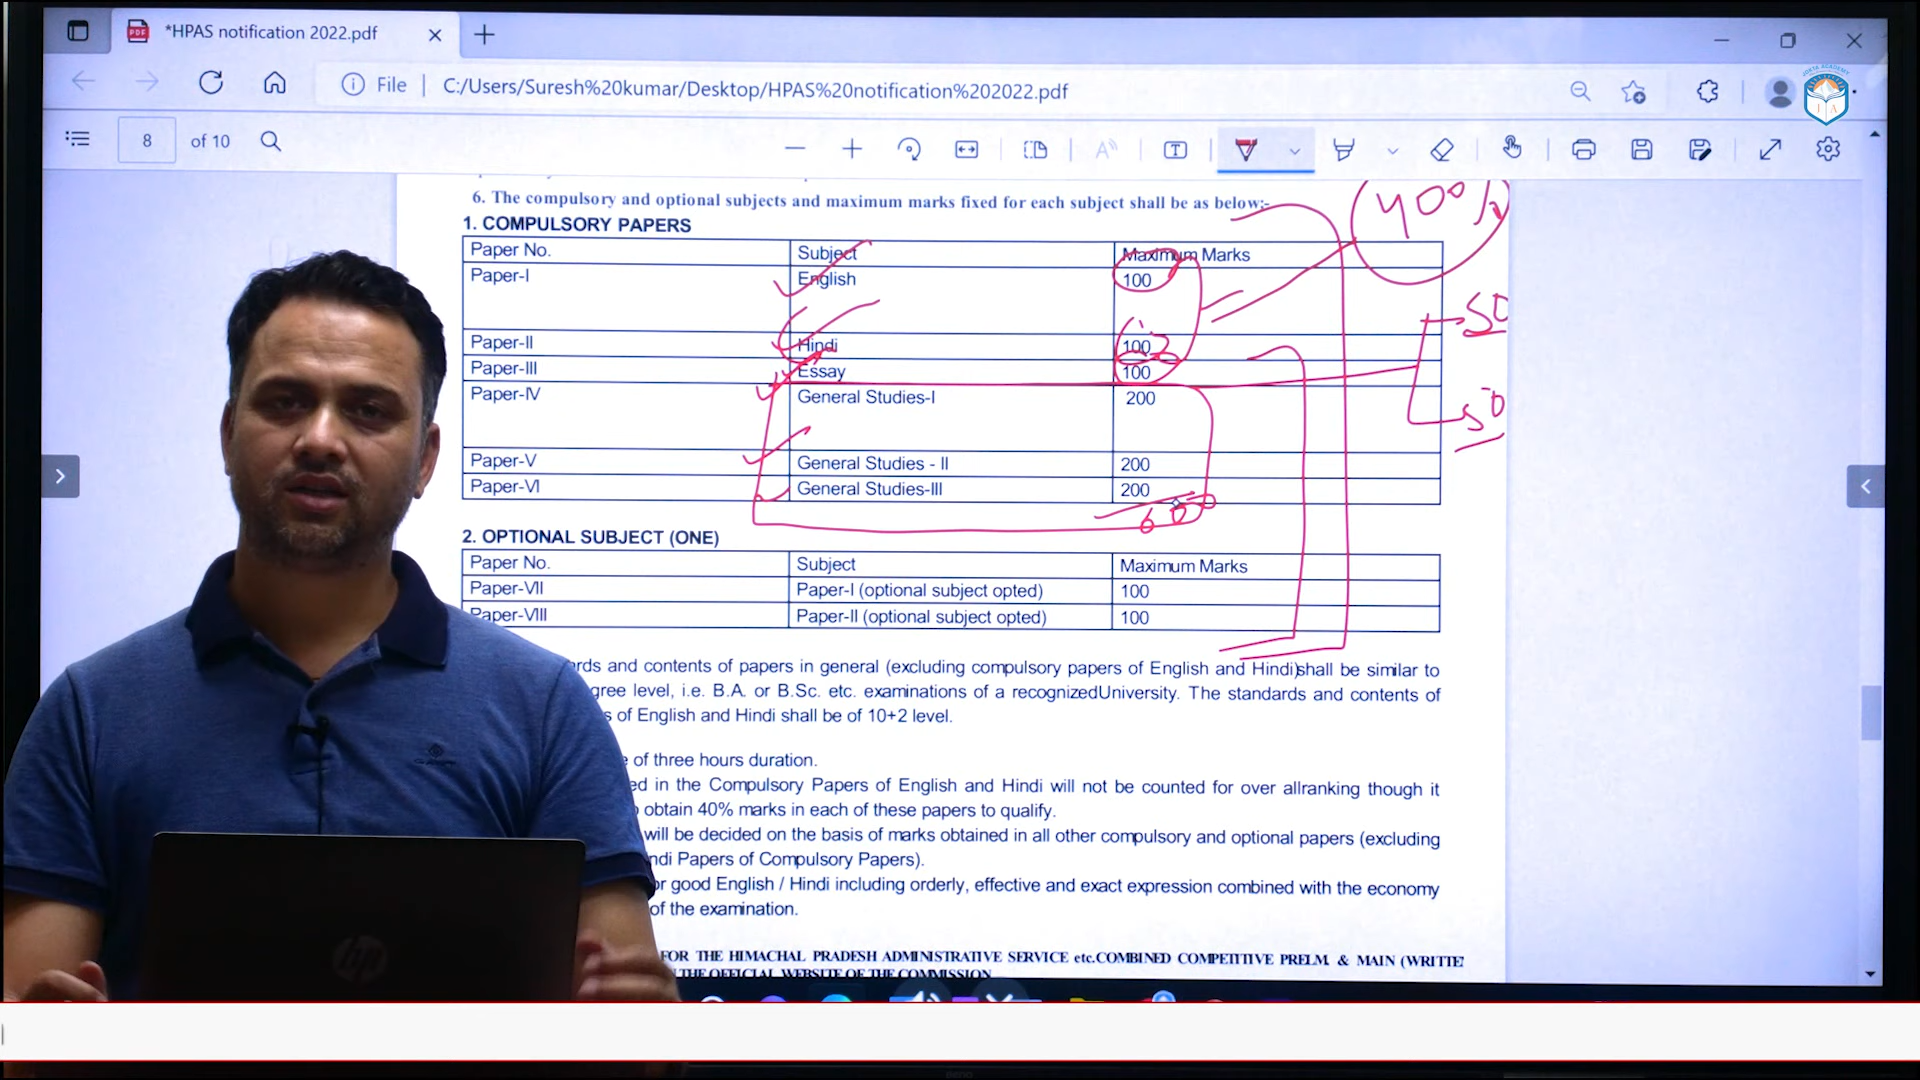 *HPAS notification 2022.pdf
File C:/Users/Suresh%20kumar/Desktop/HPAS%20notification%202022.pdf
8 of 10
6. The compulsory and optional subjects and maximum marks fixed for each subject shall be as below:-
400/
1. COMPULSORY PAPERS
Paper No. Subject Maximum Marks
Paper-I English 100
50
Paper-II Hindi 100
Paper-III Essay 100
Paper-IV General Studies-I 200
50
Paper-V General Studies - II 200
Paper-VI General Studies-III 200
600
2. OPTIONAL SUBJECT (ONE)
Paper No. Subject Maximum Marks
Paper-VII Paper-I (optional subject opted) 100
Paper-VIII Paper-II (optional subject opted) 100
and contents of papers in general (excluding compulsory papers of English and Hindi)shall be similar to
level, i.e. B.A. or B.Sc. etc. examinations of a recognizedUniversity. The standards and contents of
of English and Hindi shall be of 10+2 level.
of three hours duration.
in the Compulsory Papers of English and Hindi will not be counted for over allranking though it
obtain 40% marks in each of these papers to qualify.
will be decided on the basis of marks obtained in all other compulsory and optional papers (excluding
Papers of Compulsory Papers).
good English / Hindi including orderly, effective and exact expression combined with the economy
of the examination.
FOR THE HIMACHAL PRADESH ADMINISTRATIVE SERVICE etc.COMBINED COMPETITIVE PRELM. & MAIN (WRITTE
THE OFFICIAL WEBSITE OF THE COMMISSION
hp